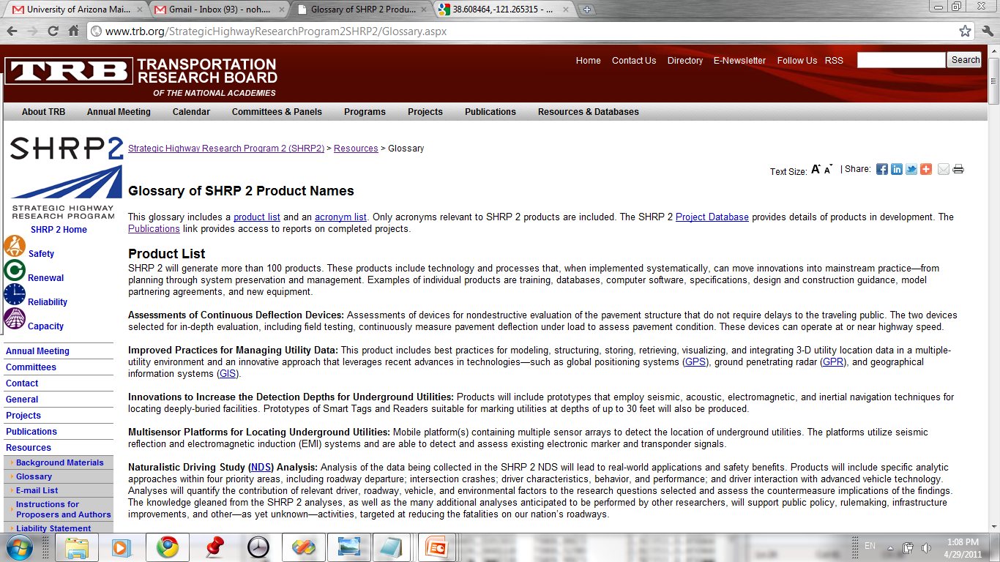 University of Arizona Mai...
Gmail - Inbox (93) - noh....
Glossary of SHRP 2 Produ...
38.608464,-121.265315 - ...
www.trb.org/StrategicHighwayResearchProgram2SHRP2/Glossary.aspx
TRB TRANSPORTATION
RESEARCH BOARD
OF THE NATIONAL ACADEMIES
Home Contact Us Directory E-Newsletter Follow Us RSS Search
About TRB Annual Meeting Calendar Committees & Panels Programs Projects Publications Resources & Databases
SHRP2
STRATEGIC HIGHWAY
RESEARCH PROGRAM
SHRP 2 Home
Safety
Renewal
Reliability
Capacity
Annual Meeting
Committees
Contact
General
Projects
Publications
Resources
Background Materials
Glossary
E-mail List
Instructions for
Proposers and Authors
Liability Statement
Strategic Highway Research Program 2 (SHRP2) > Resources > Glossary
Text Size: A A | Share:
Glossary of SHRP 2 Product Names
This glossary includes a product list and an acronym list. Only acronyms relevant to SHRP 2 products are included. The SHRP 2 Project Database provides details of products in development. The
Publications link provides access to reports on completed projects.
Product List
SHRP 2 will generate more than 100 products. These products include technology and processes that, when implemented systematically, can move innovations into mainstream practice—from
planning through system preservation and management. Examples of individual products are training, databases, computer software, specifications, design and construction guidance, model
partnering agreements, and new equipment.
Assessments of Continuous Deflection Devices: Assessments of devices for nondestructive evaluation of the pavement structure that do not require delays to the traveling public. The two devices
selected for in-depth evaluation, including field testing, continuously measure pavement deflection under load to assess pavement condition. These devices can operate at or near highway speed.
Improved Practices for Managing Utility Data: This product includes best practices for modeling, structuring, storing, retrieving, visualizing, and integrating 3-D utility location data in a multiple-
utility environment and an innovative approach that leverages recent advances in technologies—such as global positioning systems (GPS), ground penetrating radar (GPR), and geographical
information systems (GIS).
Innovations to Increase the Detection Depths for Underground Utilities: Products will include prototypes that employ seismic, acoustic, electromagnetic, and inertial navigation techniques for
locating deeply-buried facilities. Prototypes of Smart Tags and Readers suitable for marking utilities at depths of up to 30 feet will also be produced.
Multisensor Platforms for Locating Underground Utilities: Mobile platform(s) containing multiple sensor arrays to detect the location of underground utilities. The platforms utilize seismic
reflection and electromagnetic induction (EMI) systems and are able to detect and assess existing electronic marker and transponder signals.
Naturalistic Driving Study (NDS) Analysis: Analysis of the data being collected in the SHRP 2 NDS will lead to real-world applications and safety benefits. Products will include specific analytic
approaches within four priority areas, including roadway departure; intersection crashes; driver characteristics, behavior, and performance; and driver interaction with advanced vehicle technology.
Analyses will quantify the contribution of relevant driver, roadway, vehicle, and environmental factors to the research questions selected and assess the countermeasure implications of the findings.
The knowledge gleaned from the SHRP 2 analyses, as well as the many additional analyses anticipated to be performed by other researchers, will support public policy, rulemaking, infrastructure
improvements, and other—as yet unknown—activities, targeted at reducing the fatalities on our nation's roadways.
EN
1:08 PM
4/29/2011